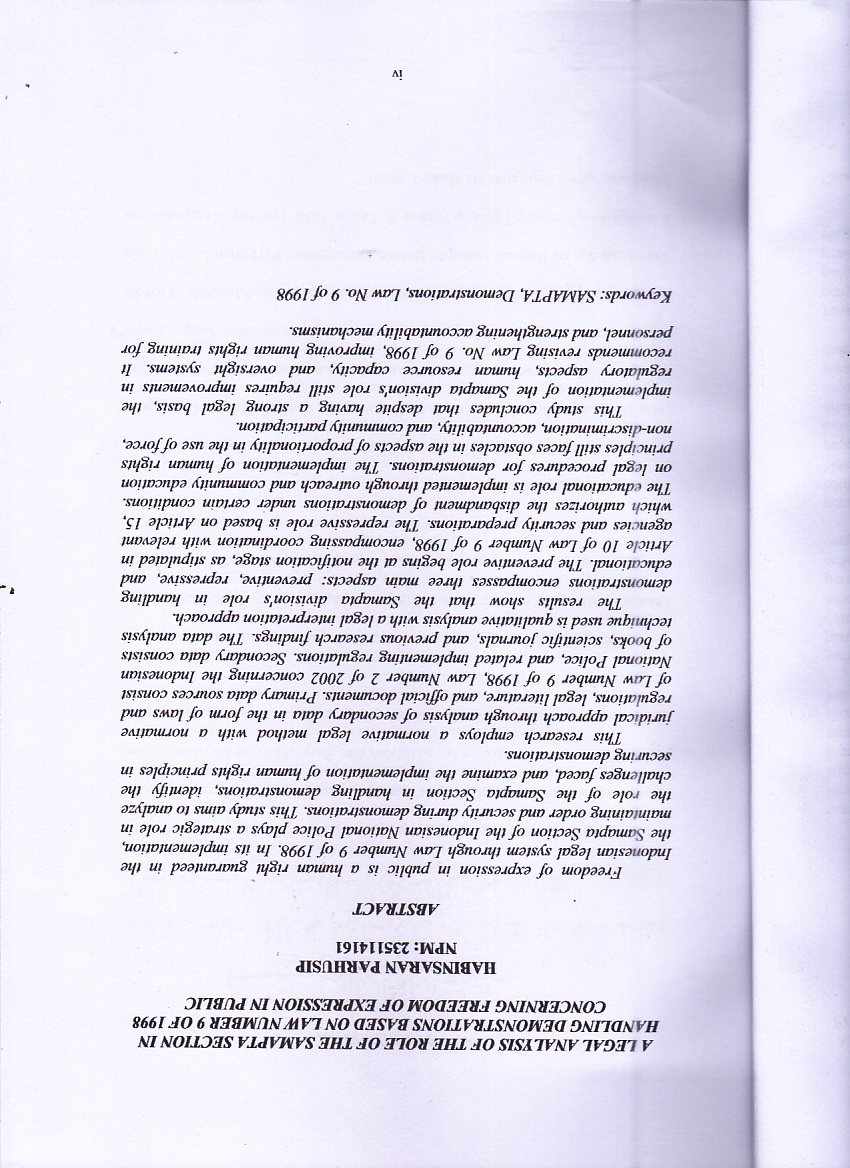 A LEGAL ANALYSIS OF THE ROLE OF THE SAMAPTA SECTION IN
HANDLING DEMONSTRATIONS BASED ON LAW NUMBER 9 OF 1998
CONCERNING FREEDOM OF EXPRESSION IN PUBLIC
HABINSARAN PARHUSIP
NPM: 235114161
ABSTRACT
Freedom of expression in public is a human right guaranteed in the
Indonesian legal system through Law Number 9 of 1998. In its implementation,
the Samapta Section of the Indonesian National Police plays a strategic role in
maintaining order and security during demonstrations. This study aims to analyze
the role of the Samapta Section in handling demonstrations, identify the
challenges faced, and examine the implementation of human rights principles in
securing demonstrations.
This research employs a normative legal method with a normative
juridical approach through analysis of secondary data in the form of laws and
regulations, legal literature, and official documents. Primary data sources consist
of Law Number 9 of 1998, Law Number 2 of 2002 concerning the Indonesian
National Police, and related implementing regulations. Secondary data consists
of books, scientific journals, and previous research findings. The data analysis
technique used is qualitative analysis with a legal interpretation approach.
The results show that the Samapta division's role in handling
demonstrations encompasses three main aspects: preventive, repressive, and
educational. The preventive role begins at the notification stage, as stipulated in
Article 10 of Law Number 9 of 1998, encompassing coordination with relevant
agencies and security preparations. The repressive role is based on Article 15,
which authorizes the disbandment of demonstrations under certain conditions.
The educational role is implemented through outreach and community education
on legal procedures for demonstrations. The implementation of human rights
principles still faces obstacles in the aspects of proportionality in the use of force,
non-discrimination, accountability, and community participation.
This study concludes that despite having a strong legal basis, the
implementation of the Samapta division's role still requires improvements in
regulatory aspects, human resource capacity, and oversight systems. It
recommends revising Law No. 9 of 1998, improving human rights training for
personnel, and strengthening accountability mechanisms.
Keywords: SAMAPTA, Demonstrations, Law No. 9 of 1998
iv